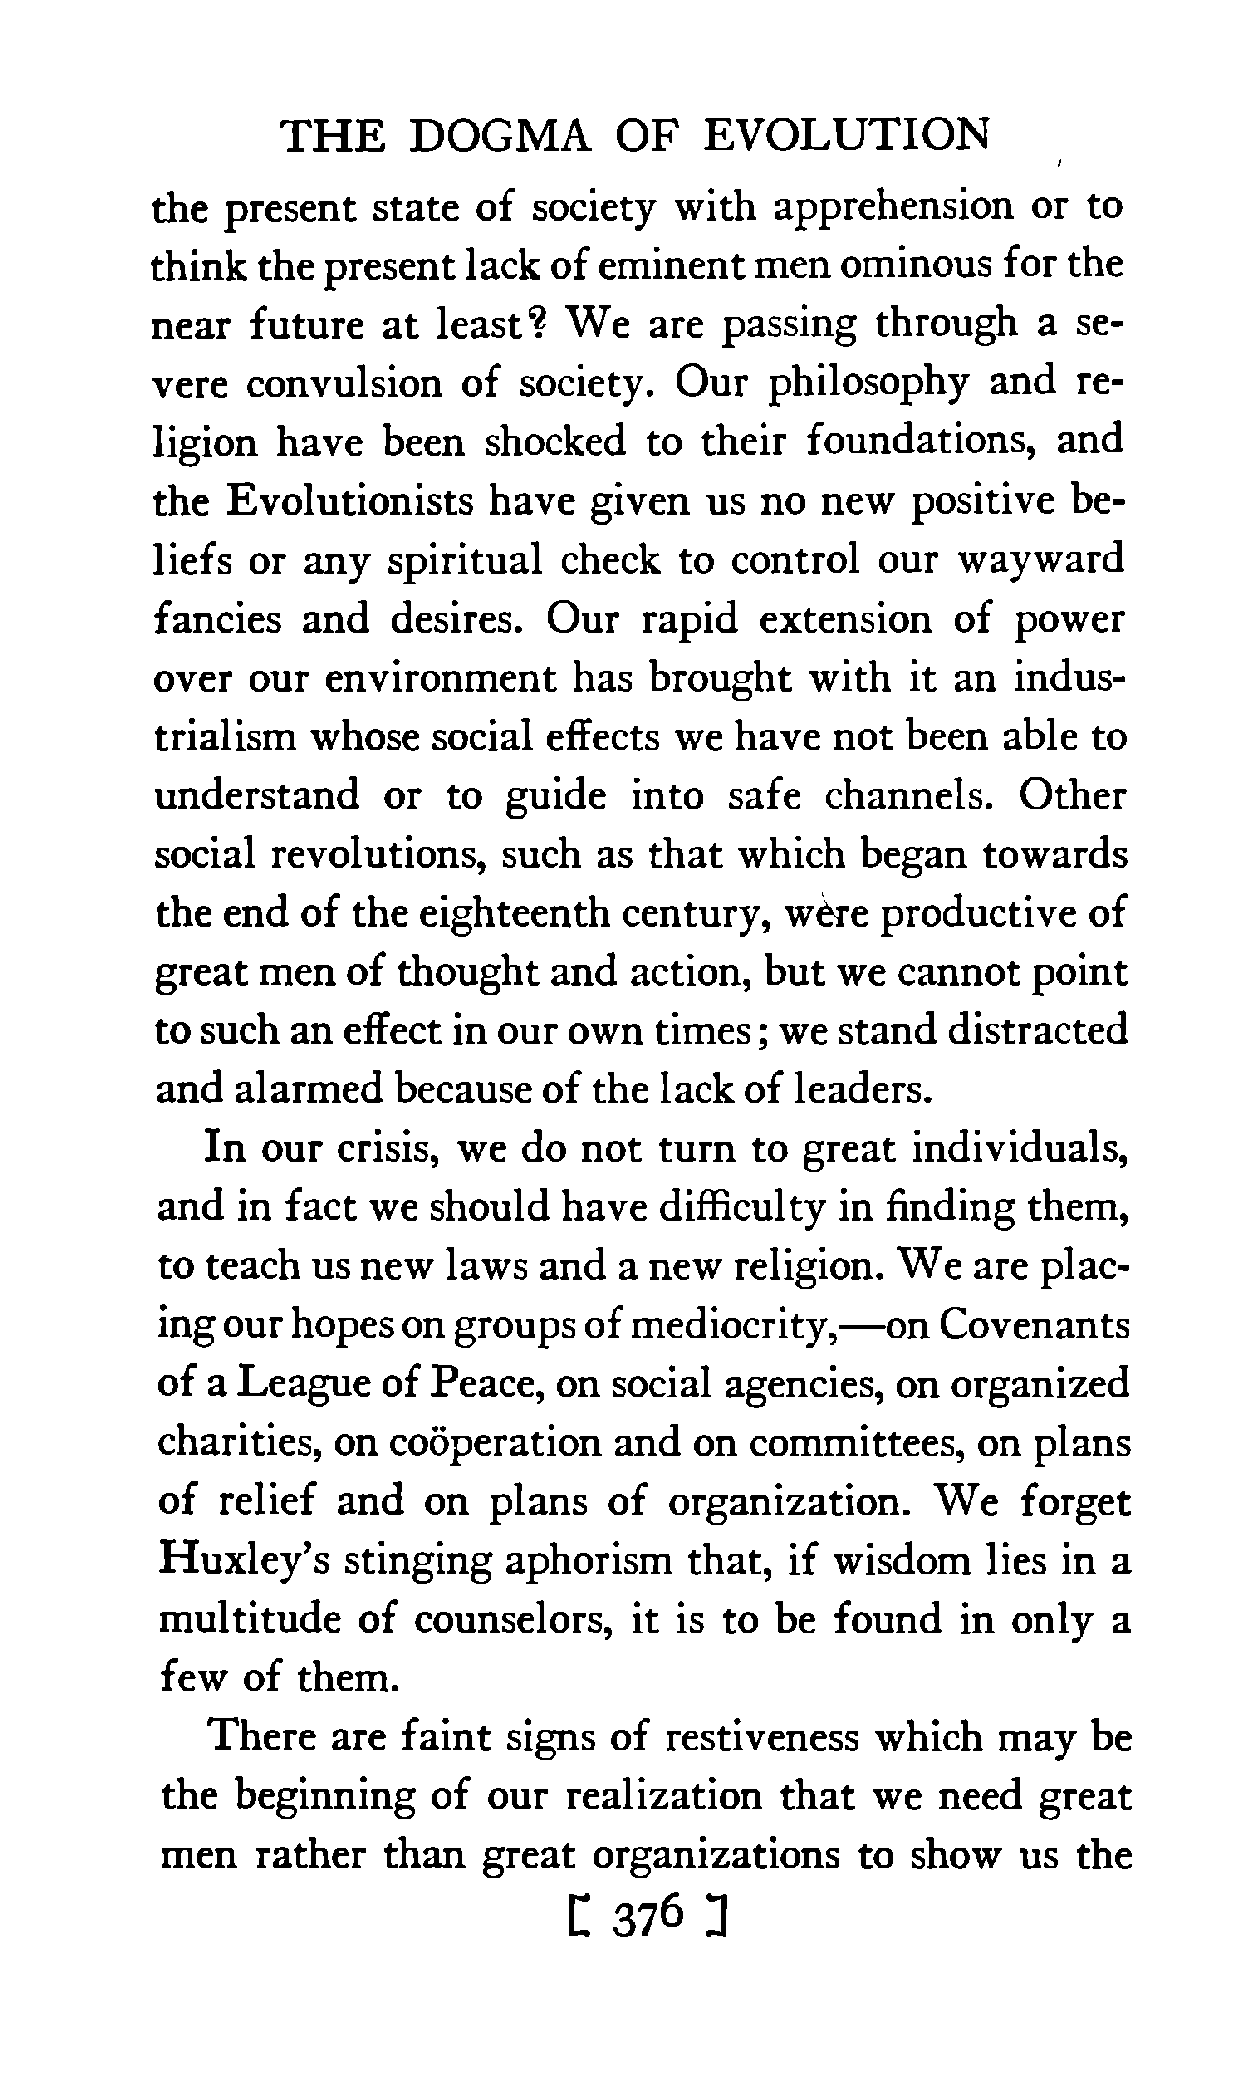 THE DOGMA OF EVOLUTION
the present state of society with apprehension or to
think the present lack of eminent men ominous for the
near future at least? We are passing through a se-
vere convulsion of society. Our philosophy and re-
ligion have been shocked to their foundations, and
the Evolutionists have given us no new positive be-
liefs or any spiritual check to control our wayward
fancies and desires. Our rapid extension of power
over our environment has brought with it an indus-
trialism whose social effects we have not been able to
understand or to guide into safe channels. Other
social revolutions, such as that which began towards
the end of the eighteenth century, were productive of
great men of thought and action, but we cannot point
to such an effect in our own times; we stand distracted
and alarmed because of the lack of leaders.
In our crisis, we do not turn to great individuals,
and in fact we should have difficulty in finding them,
to teach us new laws and a new religion. We are plac-
ing our hopes on groups of mediocrity,—on Covenants
of a League of Peace, on social agencies, on organized
charities, on coöperation and on committees, on plans
of relief and on plans of organization. We forget
Huxley's stinging aphorism that, if wisdom lies in a
multitude of counselors, it is to be found in only a
few of them.
There are faint signs of restiveness which may be
the beginning of our realization that we need great
men rather than great organizations to show us the
[ 376 ]